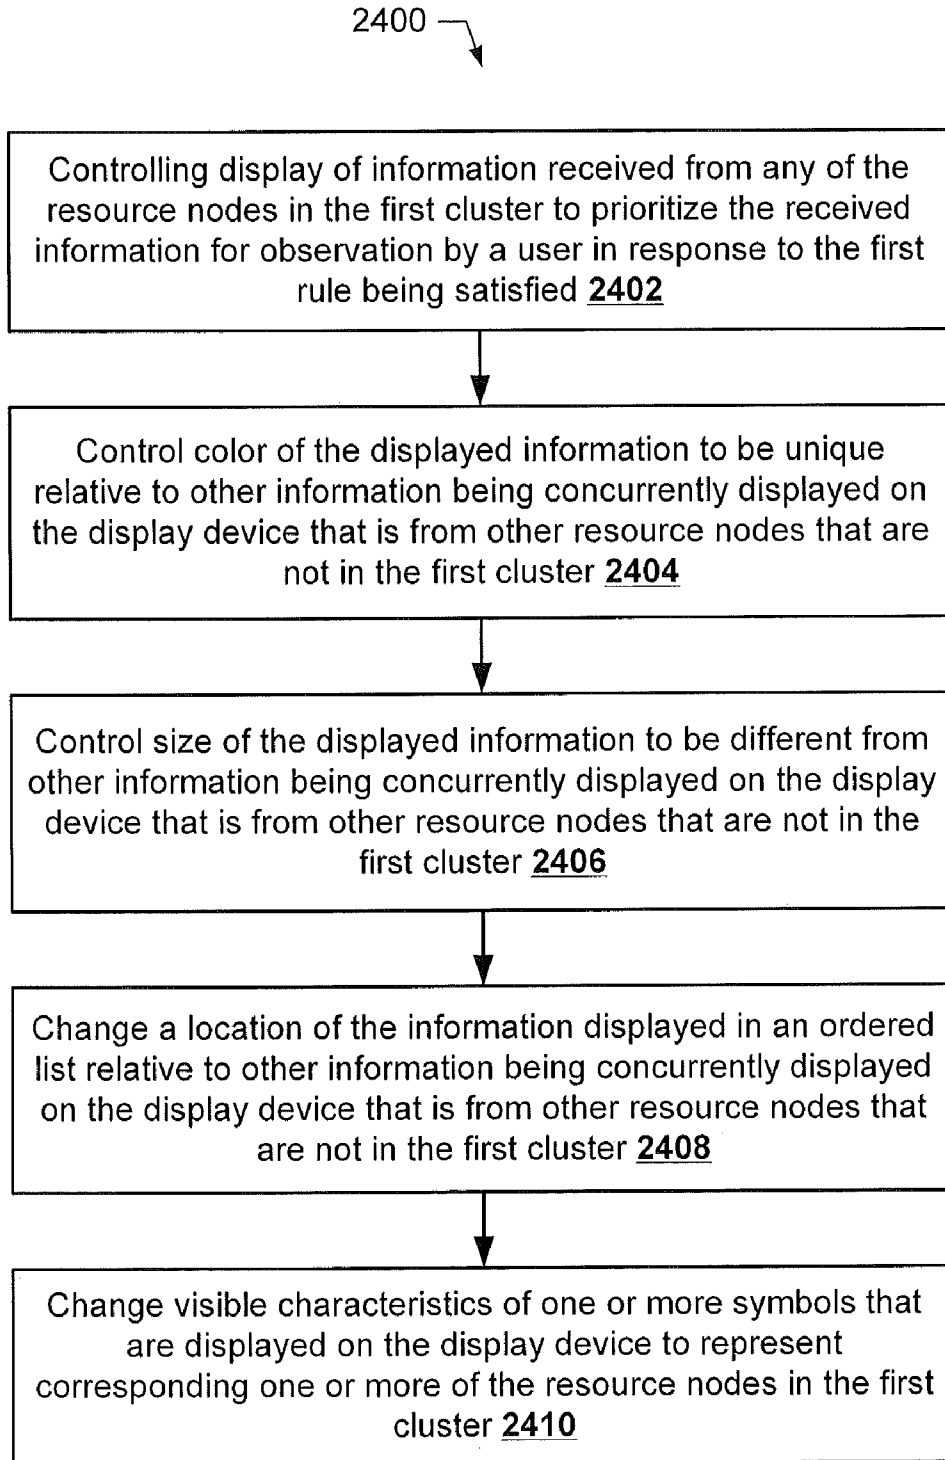 2400
Controlling display of information received from any of the
resource nodes in the first cluster to prioritize the received
information for observation by a user in response to the first
rule being satisfied 2402
Control color of the displayed information to be unique
relative to other information being concurrently displayed on
the display device that is from other resource nodes that are
not in the first cluster 2404
Control size of the displayed information to be different from
other information being concurrently displayed on the display
device that is from other resource nodes that are not in the
first cluster 2406
Change a location of the information displayed in an ordered
list relative to other information being concurrently displayed
on the display device that is from other resource nodes that
are not in the first cluster 2408
Change visible characteristics of one or more symbols that
are displayed on the display device to represent
corresponding one or more of the resource nodes in the first
cluster 2410